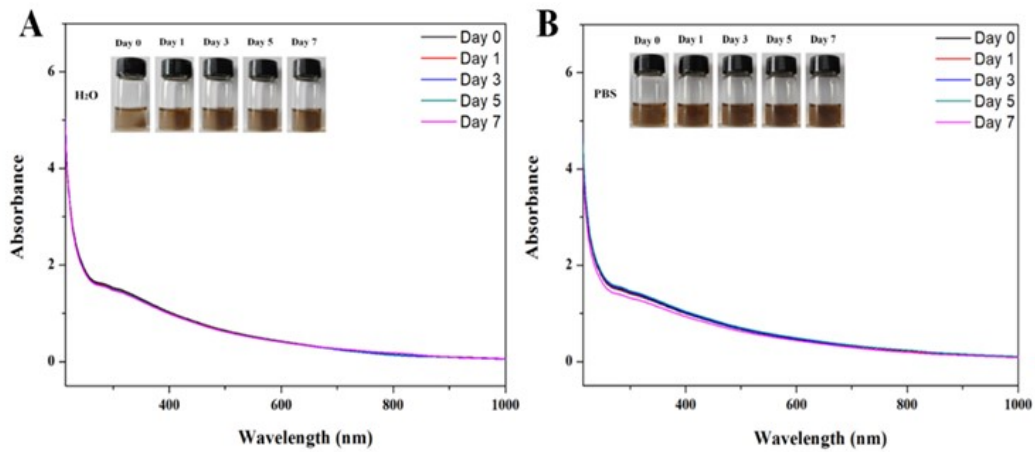 A
Day 0 Day 1 Day 3 Day 5 Day 7
H₂O
Day 0
Day 1
Day 3
Day 5
Day 7
6
4
2
0
Absorbance
200 400 600 800 1000
Wavelength (nm)
B
Day 0 Day 1 Day 3 Day 5 Day 7
PBS
Day 0
Day 1
Day 3
Day 5
Day 7
6
4
2
0
Absorbance
400 600 800 1000
Wavelength (nm)